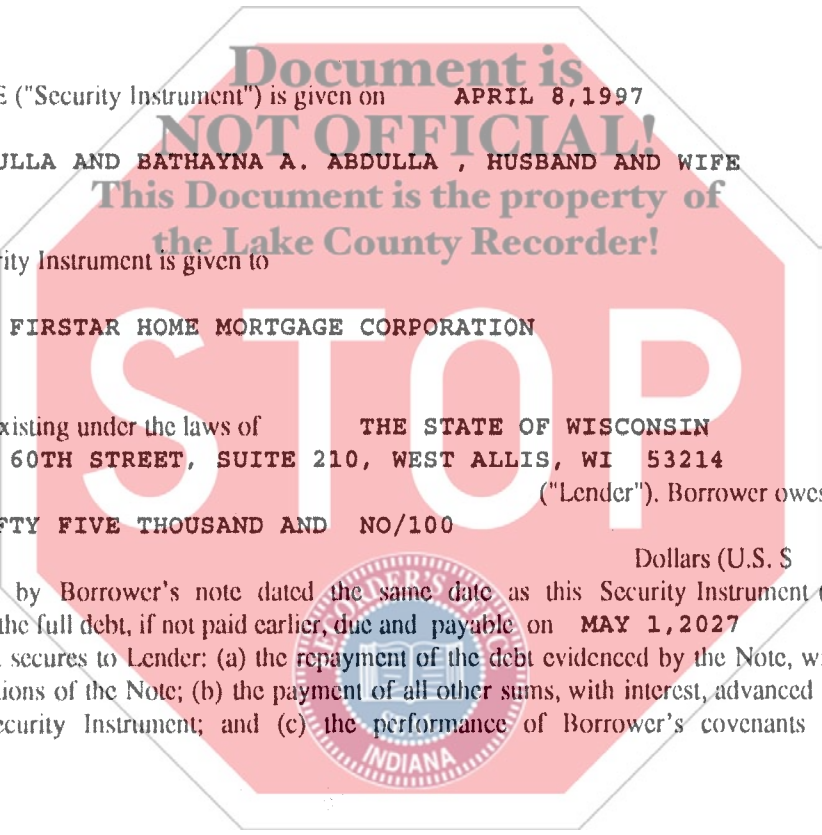 Document is
E ("Security Instrument") is given on APRIL 8,1997
NOT OFFICIAL!
ULLA AND BATHAYNA A. ABDULLA , HUSBAND AND WIFE
This Document is the property of
the Lake County Recorder!
rity Instrument is given to
FIRSTAR HOME MORTGAGE CORPORATION
STOP
xisting under the laws of THE STATE OF WISCONSIN
60TH STREET, SUITE 210, WEST ALLIS, WI 53214
("Lender"). Borrower owes
FTY FIVE THOUSAND AND NO/100
Dollars (U.S. $
by Borrower's note dated the same date as this Security Instrument (
the full debt, if not paid earlier, due and payable on MAY 1,2027
secures to Lender: (a) the repayment of the debt evidenced by the Note, w
ions of the Note; (b) the payment of all other sums, with interest, advanced
ecurity Instrument; and (c) the performance of Borrower's covenants
RECORDER'S OFFICE
INDIANA